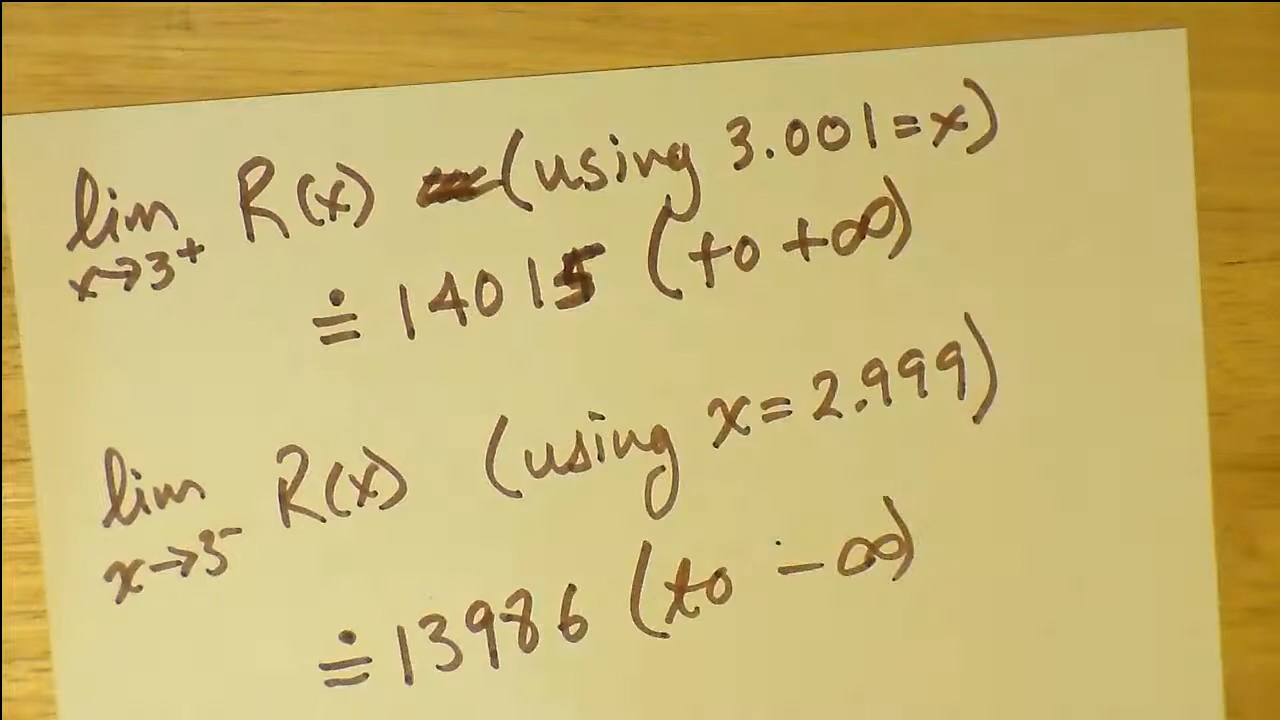 lim R(x) (using 3.001=x)
x→3⁺
≐ 14015 (to +∞)
lim R(x) (using x=2.999)
x→3⁻
≐ 13986 (to -∞)